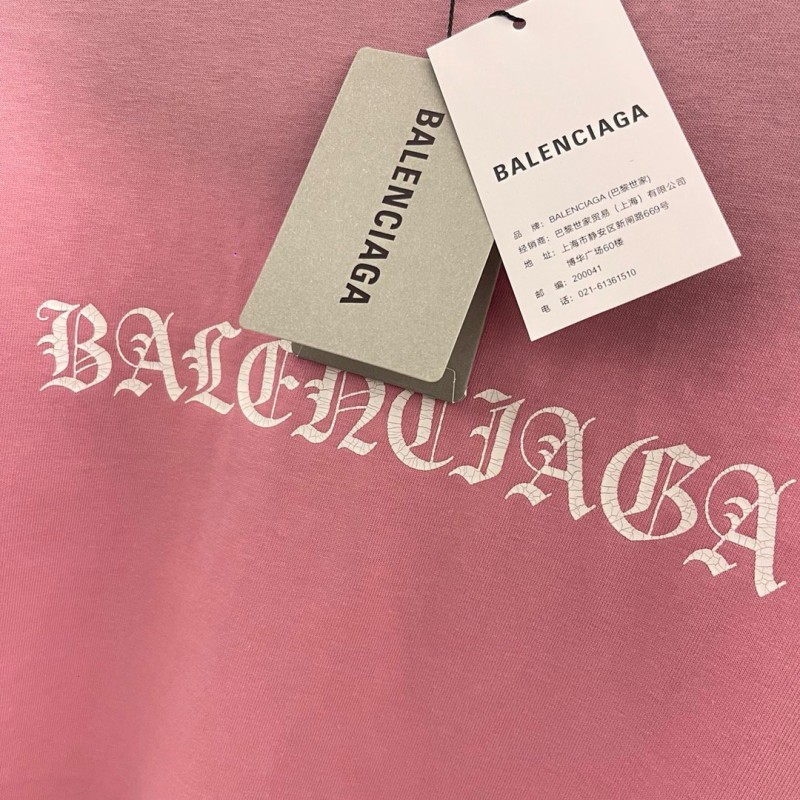 BALENCIAGA
BALENCIAGA
品 牌：BALENCIAGA (巴黎世家)
经销商：巴黎世家贸易（上海）有限公司
地 址：上海市静安区新闸路669号
博华广场60楼
邮 编：200041
电 话：021-61361510
BALENCIAGA